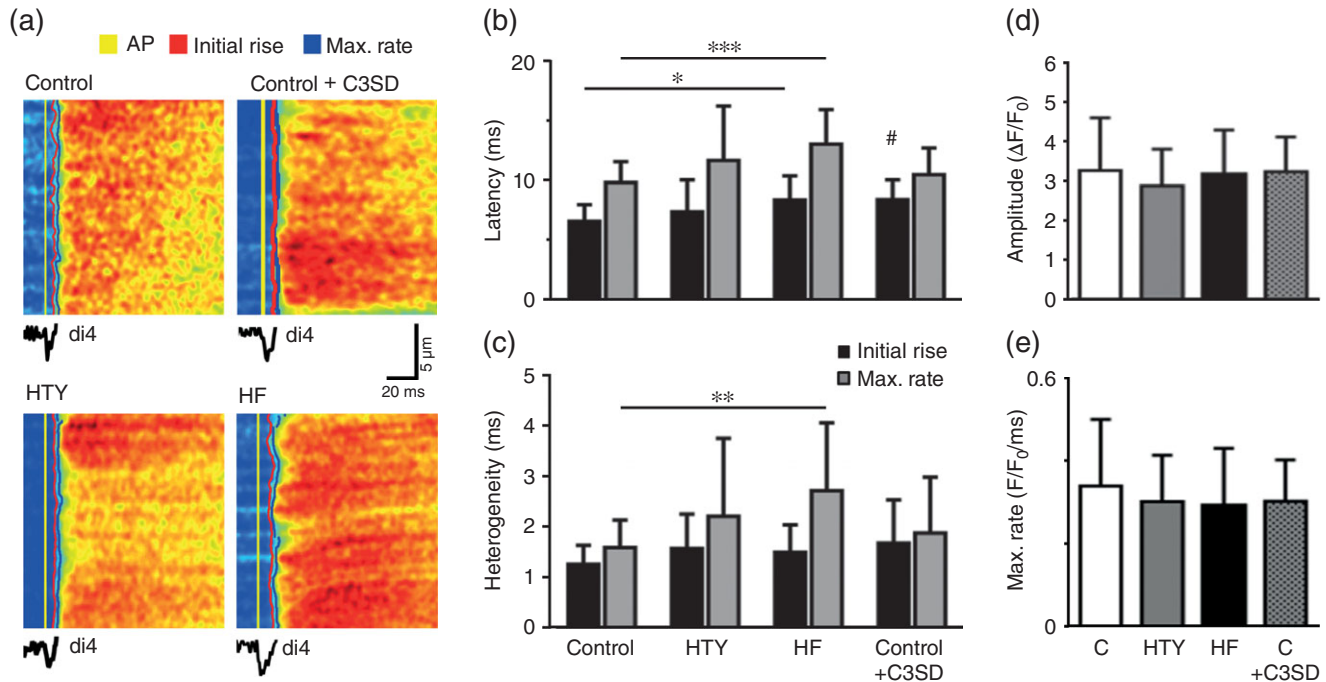 (a)
AP Initial rise Max. rate
Control
Control + C3SD
di4
di4
5 µm
20 ms
HTY
HF
di4
di4
(b)
***
*
#
20
10
0
Latency (ms)
(c)
Initial rise
Max. rate
**
5
4
3
2
1
0
Heterogeneity (ms)
Control HTY HF Control
+C3SD
(d)
6
5
4
3
2
1
0
Amplitude (ΔF/F0)
(e)
0.6
0
Max. rate (F/F0/ms)
C HTY HF C
+C3SD